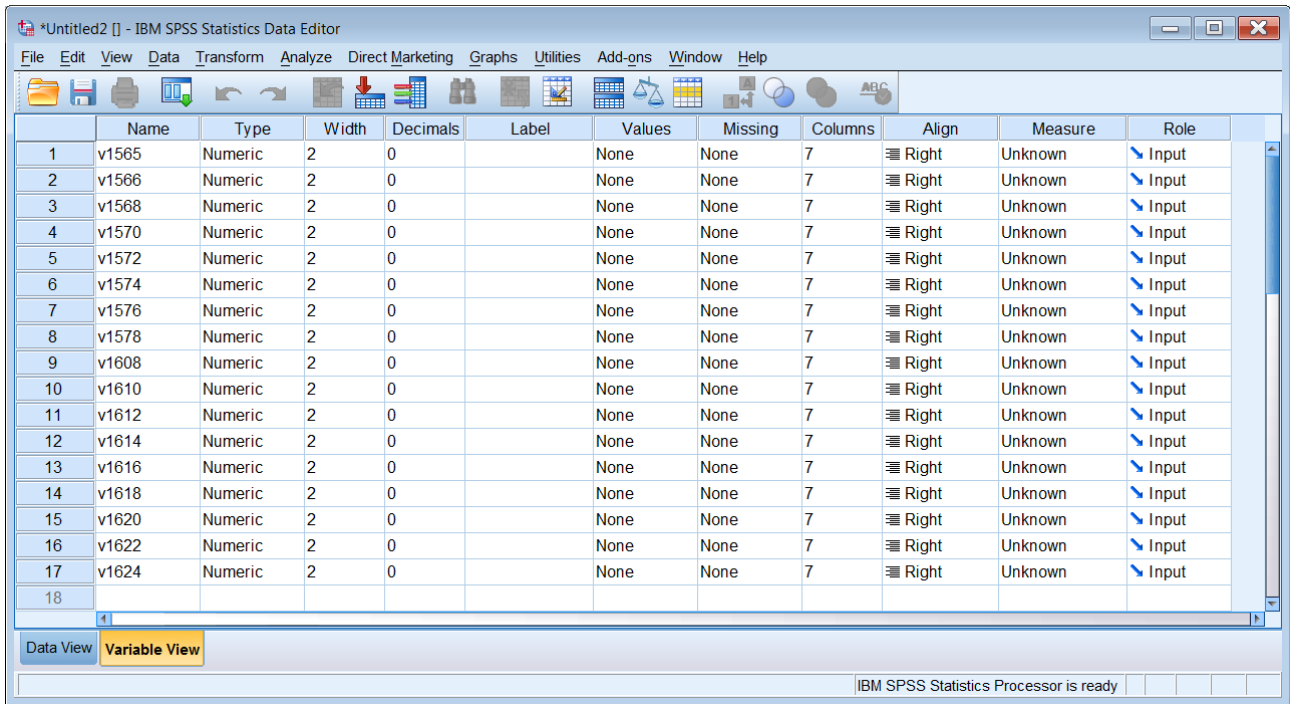 *Untitled2 [] - IBM SPSS Statistics Data Editor
File Edit View Data Transform Analyze Direct Marketing Graphs Utilities Add-ons Window Help
Name Type Width Decimals Label Values Missing Columns Align Measure Role
1 v1565 Numeric 2 0 None None 7 Right Unknown Input
2 v1566 Numeric 2 0 None None 7 Right Unknown Input
3 v1568 Numeric 2 0 None None 7 Right Unknown Input
4 v1570 Numeric 2 0 None None 7 Right Unknown Input
5 v1572 Numeric 2 0 None None 7 Right Unknown Input
6 v1574 Numeric 2 0 None None 7 Right Unknown Input
7 v1576 Numeric 2 0 None None 7 Right Unknown Input
8 v1578 Numeric 2 0 None None 7 Right Unknown Input
9 v1608 Numeric 2 0 None None 7 Right Unknown Input
10 v1610 Numeric 2 0 None None 7 Right Unknown Input
11 v1612 Numeric 2 0 None None 7 Right Unknown Input
12 v1614 Numeric 2 0 None None 7 Right Unknown Input
13 v1616 Numeric 2 0 None None 7 Right Unknown Input
14 v1618 Numeric 2 0 None None 7 Right Unknown Input
15 v1620 Numeric 2 0 None None 7 Right Unknown Input
16 v1622 Numeric 2 0 None None 7 Right Unknown Input
17 v1624 Numeric 2 0 None None 7 Right Unknown Input
18
Data View Variable View
IBM SPSS Statistics Processor is ready